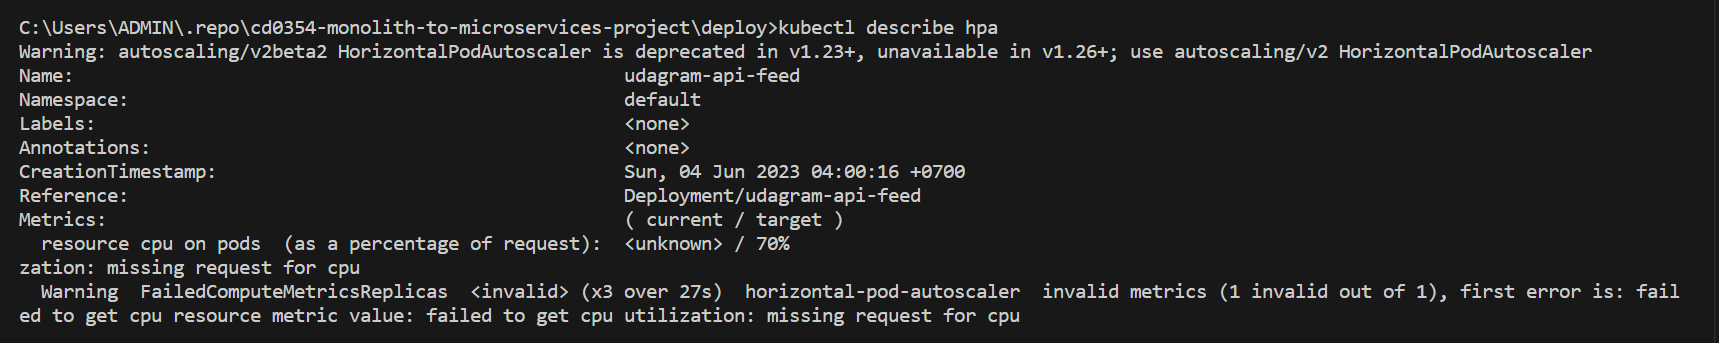 C:\Users\ADMIN\.repo\cd0354-monolith-to-microservices-project\deploy>kubectl describe hpa
Warning: autoscaling/v2beta2 HorizontalPodAutoscaler is deprecated in v1.23+, unavailable in v1.26+; use autoscaling/v2 HorizontalPodAutoscaler
Name:                                                  udagram-api-feed
Namespace:                                             default
Labels:                                                <none>
Annotations:                                           <none>
CreationTimestamp:                                     Sun, 04 Jun 2023 04:00:16 +0700
Reference:                                             Deployment/udagram-api-feed
Metrics:                                               ( current / target )
  resource cpu on pods  (as a percentage of request):  <unknown> / 70%
zation: missing request for cpu
  Warning  FailedComputeMetricsReplicas  <invalid> (x3 over 27s)  horizontal-pod-autoscaler  invalid metrics (1 invalid out of 1), first error is: fail
ed to get cpu resource metric value: failed to get cpu utilization: missing request for cpu